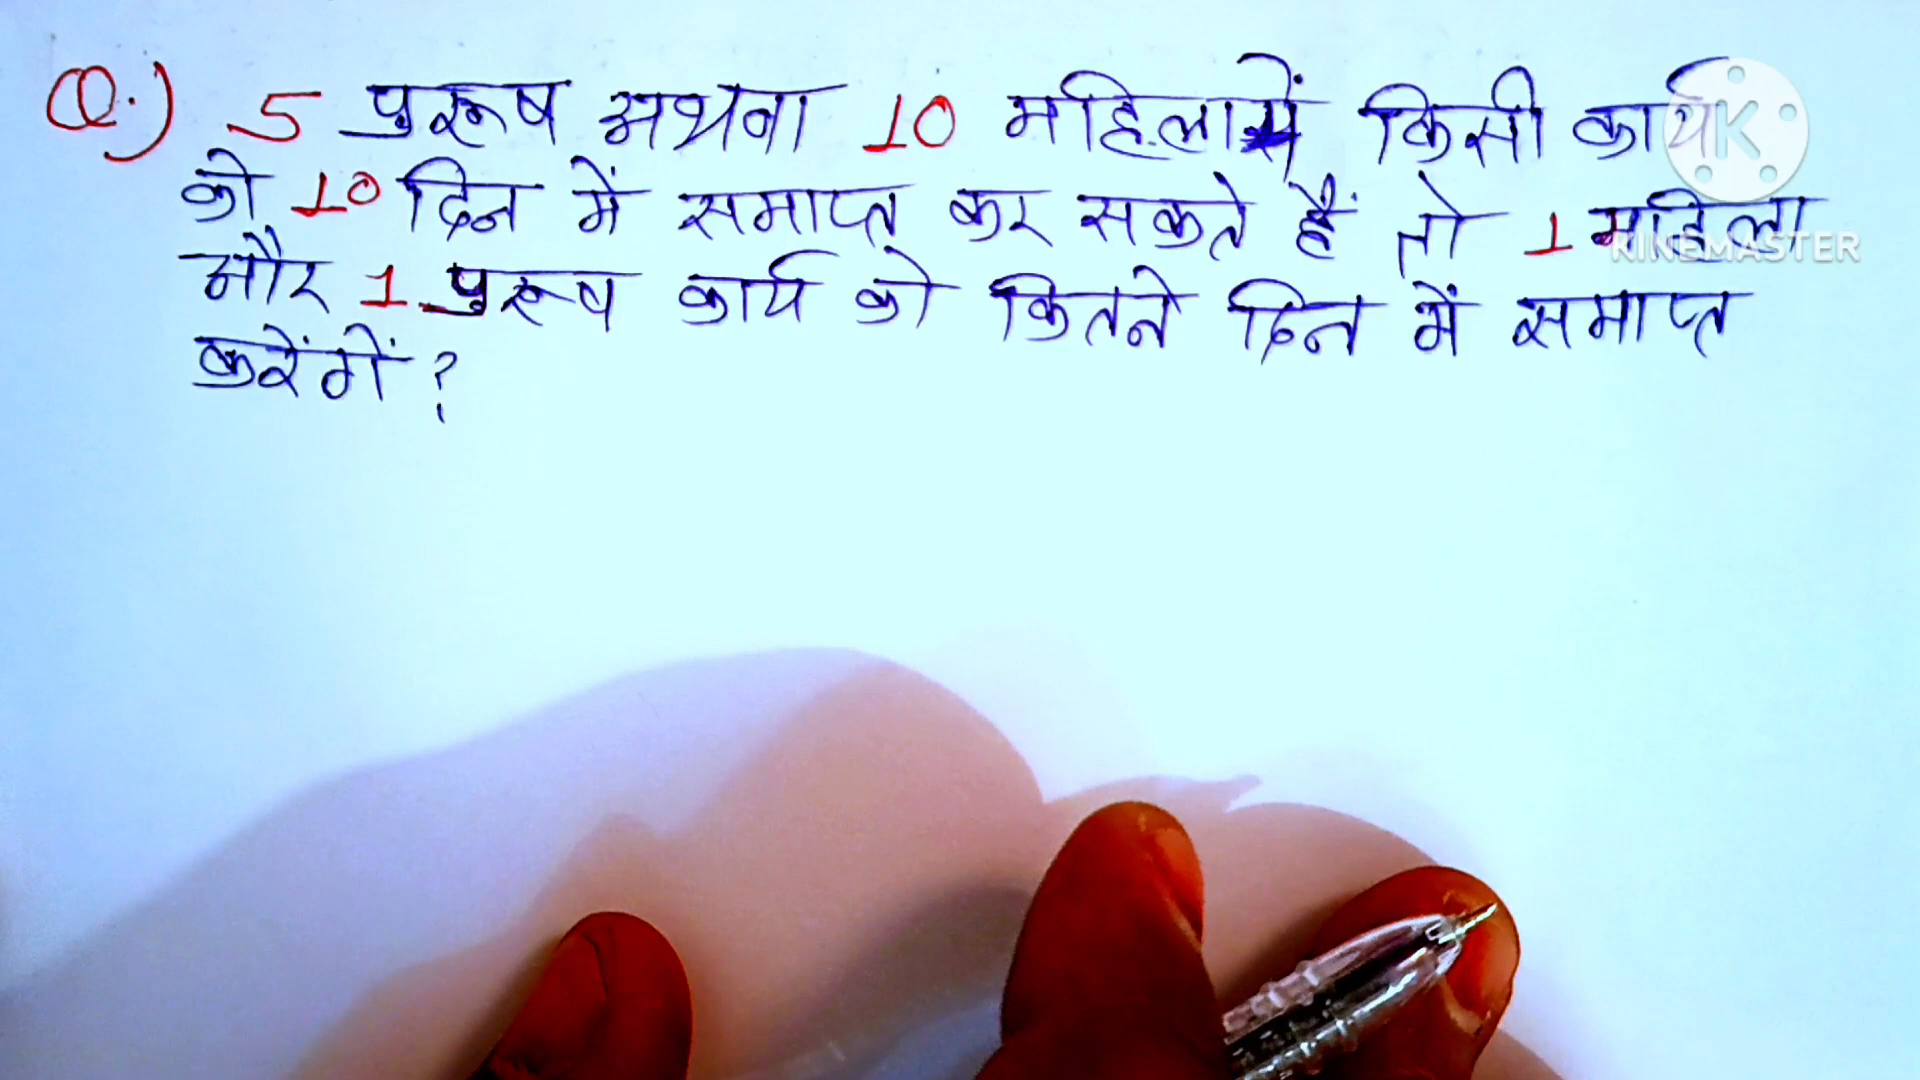 Q.) 5 पुरूष अथवा 10 महिलायें किसी कार्य
को 10 दिन में समाप्त कर सकते हैं तो 1 महिला
और 1 पुरूष कार्य को कितने दिन में समाप्त
करेंगें ?
K
KINEMASTER